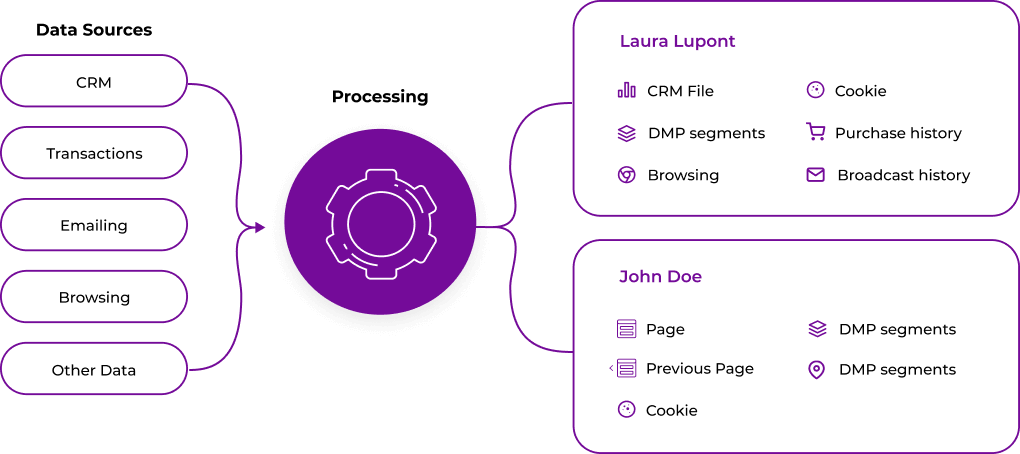 Data Sources
CRM
Transactions
Emailing
Browsing
Other Data
Processing
Laura Lupont
CRM File
Cookie
DMP segments
Purchase history
Browsing
Broadcast history
John Doe
Page
DMP segments
Previous Page
DMP segments
Cookie